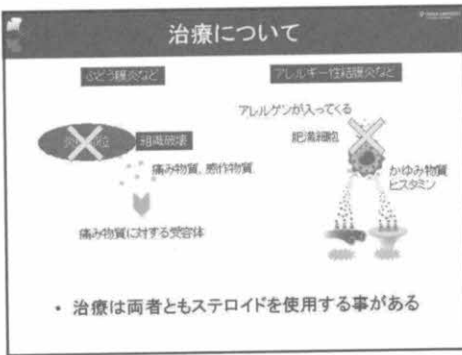 治療について
ぶどう膜炎など
組織破壊
痛み物質、感作物質
痛み物質に対する受容体
アレルギー性結膜炎など
アレルゲンが入ってくる
肥満細胞
かゆみ物質
ヒスタミン
・ 治療は両者ともステロイドを使用する事がある